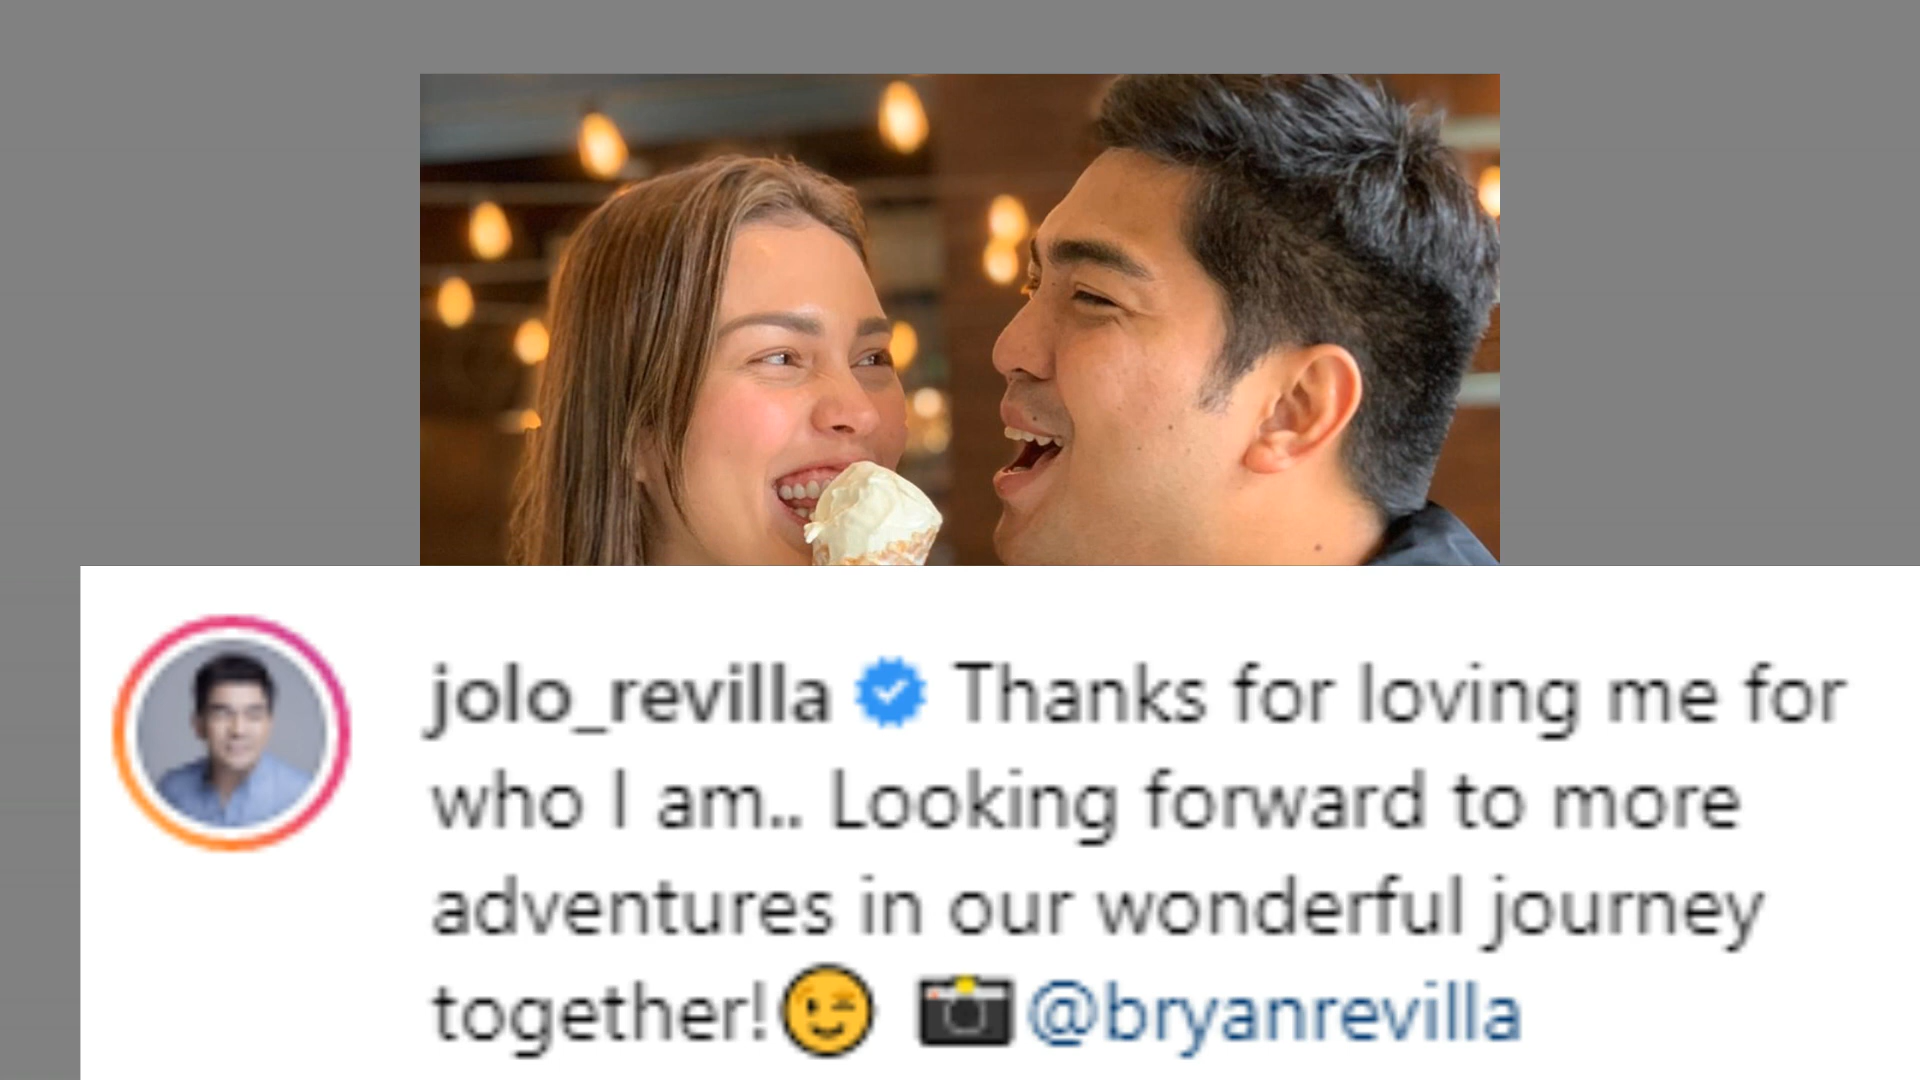 jolo_revilla Thanks for loving me for
who I am.. Looking forward to more
adventures in our wonderful journey
together!😉 📷@bryanrevilla